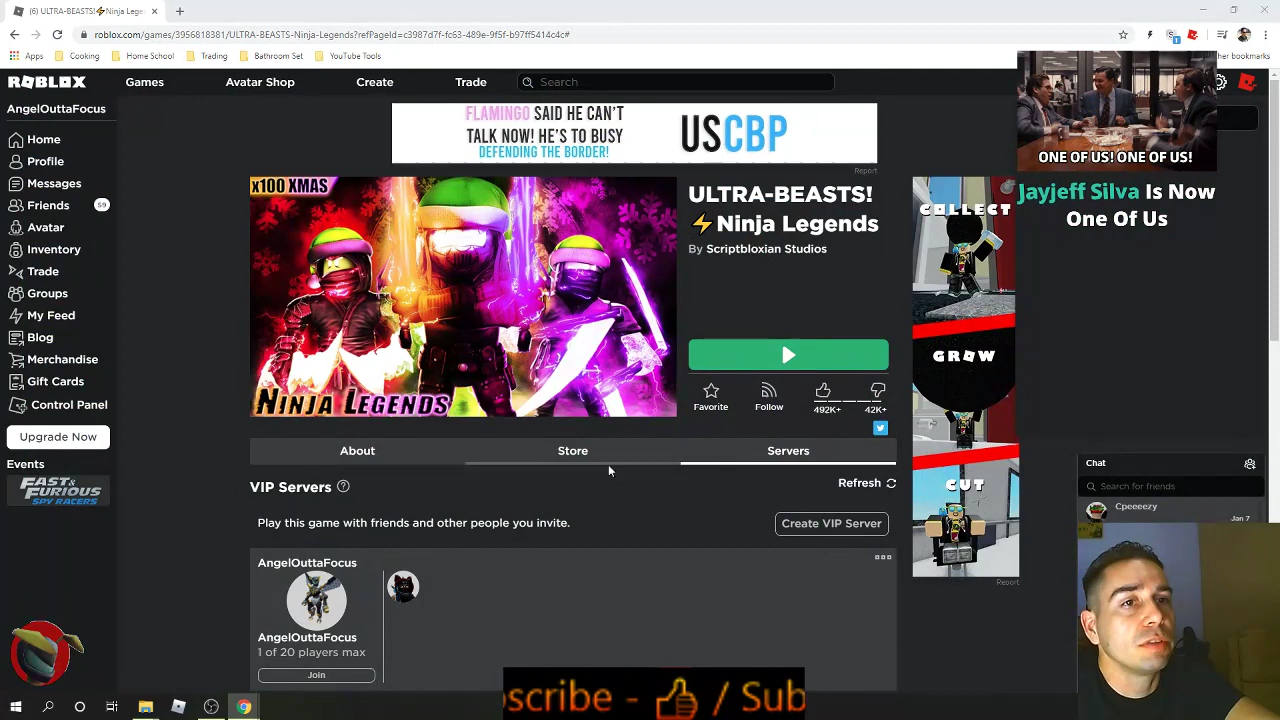 (6) ULTRA-BEASTS!⚡Ninja Legen
roblox.com/games/3956818381/ULTRA-BEASTS-Ninja-Legends?refPageId=c3987d7f-fc63-489e-9f5f-b97ff5414c4c#
Apps
Cooking
Home School
Trading
Bathroom Set
YouTube Tools
her bookmarks
ROBLOX
Games
Avatar Shop
Create
Trade
Search
AngelOuttaFocus
Home
Profile
Messages
Friends
59
Avatar
Inventory
Trade
Groups
My Feed
Blog
Merchandise
Gift Cards
Control Panel
Upgrade Now
Events
FAST & FURIOUS
SPY RACERS
FLAMINGO SAID HE CAN'T
TALK NOW! HE'S TO BUSY
DEFENDING THE BORDER!
USCBP
Report
x100 XMAS
NINJA LEGENDS
ULTRA-BEASTS!
⚡Ninja Legends
By Scriptbloxian Studios
Favorite
Follow
492K+
42K+
About
Store
Servers
VIP Servers
Refresh
Play this game with friends and other people you invite.
Create VIP Server
AngelOuttaFocus
AngelOuttaFocus
1 of 20 players max
Join
COLLECT
GROW
CUT
Report
ONE OF US! ONE OF US!
Jayjeff Silva Is Now
One Of Us
Chat
Search for friends
Cpeeeezy
Jan 7
scribe - 👍 / Sub